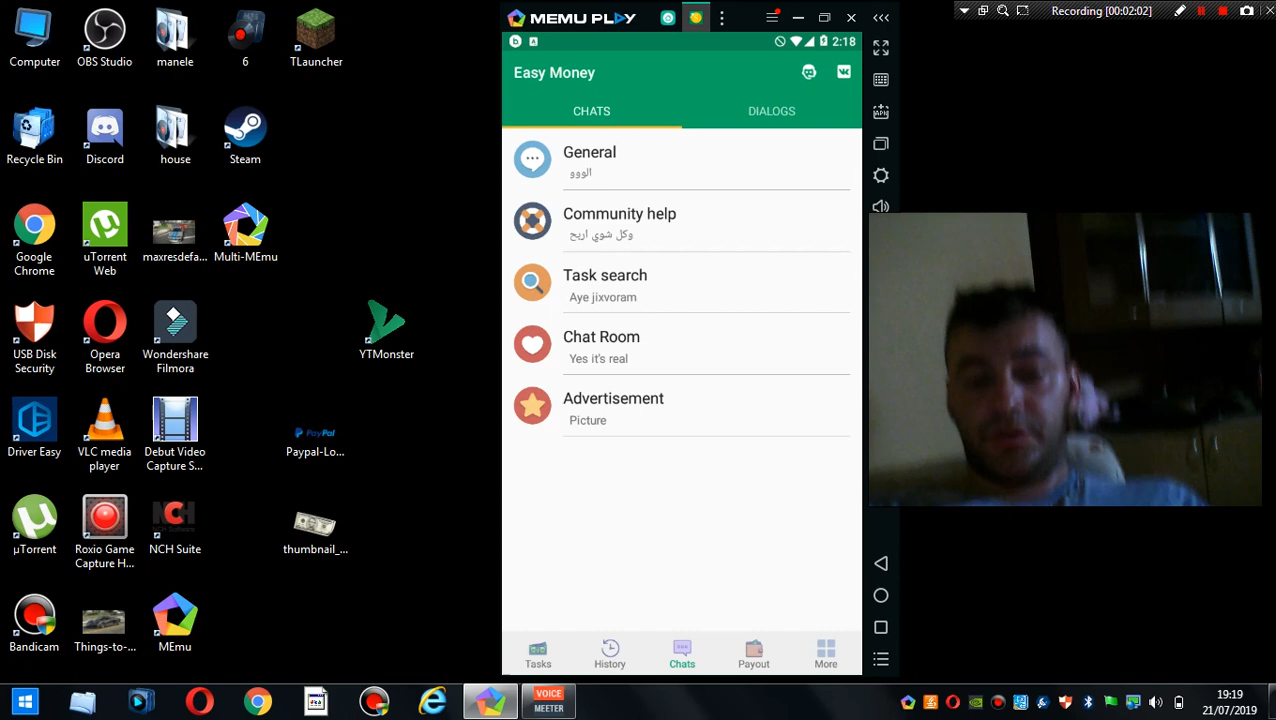 Computer
OBS Studio
manele
6
TLauncher
Recycle Bin
Discord
house
Steam
Google
Chrome
uTorrent
Web
maxresdefa...
Multi-MEmu
USB Disk
Security
Opera
Browser
Wondershare
Filmora
YTMonster
Driver Easy
VLC media
player
Debut Video
Capture S...
PayPal
Paypal-Lo...
µTorrent
Roxio Game
Capture H...
NCH
NCH Suite
thumbnail_...
Bandicam
Things-to-...
MEmu
MEMU PLAY
2:18
Easy Money
CHATS
DIALOGS
General
الووو
Community help
وكل شوي اربح
Task search
Aye jixvoram
Chat Room
Yes it's real
Advertisement
Picture
Tasks
History
Chats
Payout
More
Recording [00:02:02]
VOICE
MEETER
19:19
21/07/2019